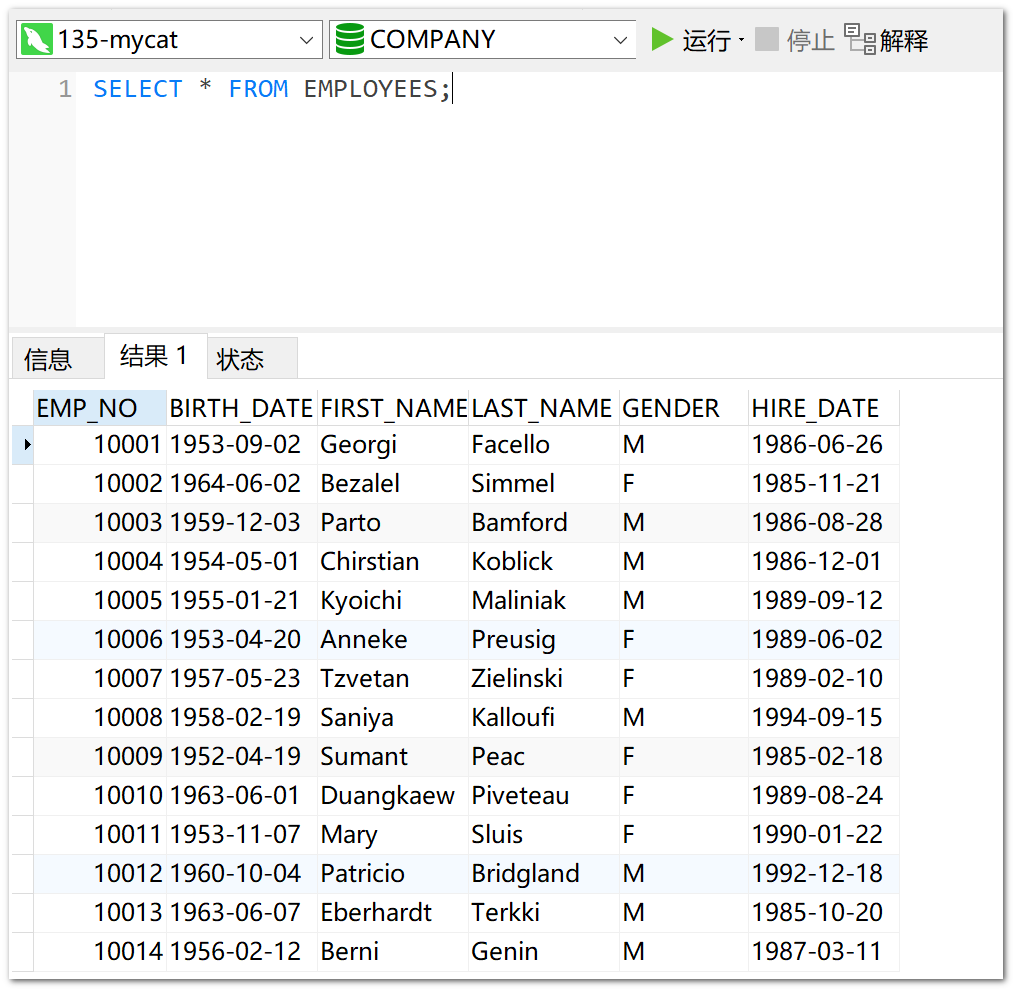 135-mycat COMPANY 运行 停止 解释
1 SELECT * FROM EMPLOYEES;
信息 结果 1 状态
EMP_NO BIRTH_DATE FIRST_NAME LAST_NAME GENDER HIRE_DATE
10001 1953-09-02 Georgi Facello M 1986-06-26
10002 1964-06-02 Bezalel Simmel F 1985-11-21
10003 1959-12-03 Parto Bamford M 1986-08-28
10004 1954-05-01 Chirstian Koblick M 1986-12-01
10005 1955-01-21 Kyoichi Maliniak M 1989-09-12
10006 1953-04-20 Anneke Preusig F 1989-06-02
10007 1957-05-23 Tzvetan Zielinski F 1989-02-10
10008 1958-02-19 Saniya Kalloufi M 1994-09-15
10009 1952-04-19 Sumant Peac F 1985-02-18
10010 1963-06-01 Duangkaew Piveteau F 1989-08-24
10011 1953-11-07 Mary Sluis F 1990-01-22
10012 1960-10-04 Patricio Bridgland M 1992-12-18
10013 1963-06-07 Eberhardt Terkki M 1985-10-20
10014 1956-02-12 Berni Genin M 1987-03-11